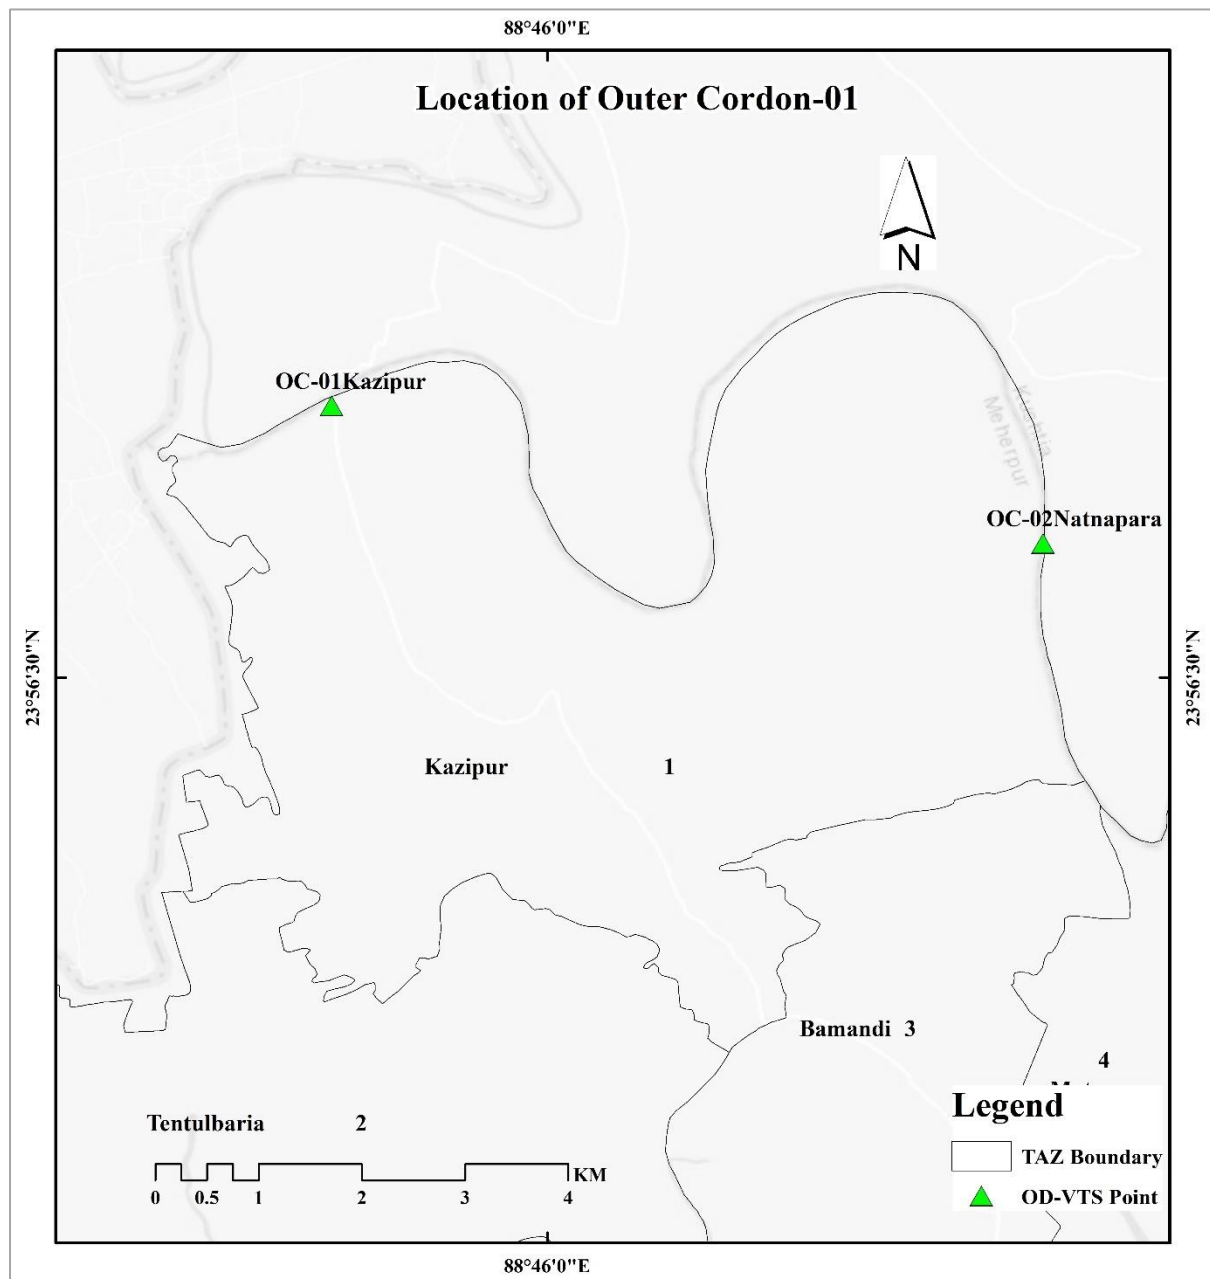 88°46'0"E
Location of Outer Cordon-01
N
OC-01Kazipur
Kushtia
Meherpur
OC-02Natnapara
23°56'30"N
23°56'30"N
Kazipur 1
Bamandi 3
4
Legend
TAZ Boundary
OD-VTS Point
Tentulbaria 2
KM
0 0.5 1 2 3 4
88°46'0"E